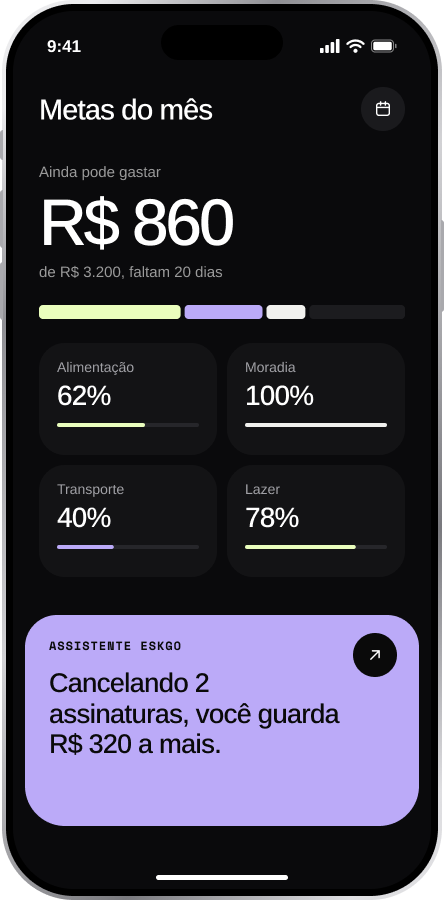 9:41
Metas do mês
Ainda pode gastar
R$ 860
de R$ 3.200, faltam 20 dias
Alimentação
62%
Moradia
100%
Transporte
40%
Lazer
78%
ASSISTENTE ESKGO
Cancelando 2
assinaturas, você guarda
R$ 320 a mais.